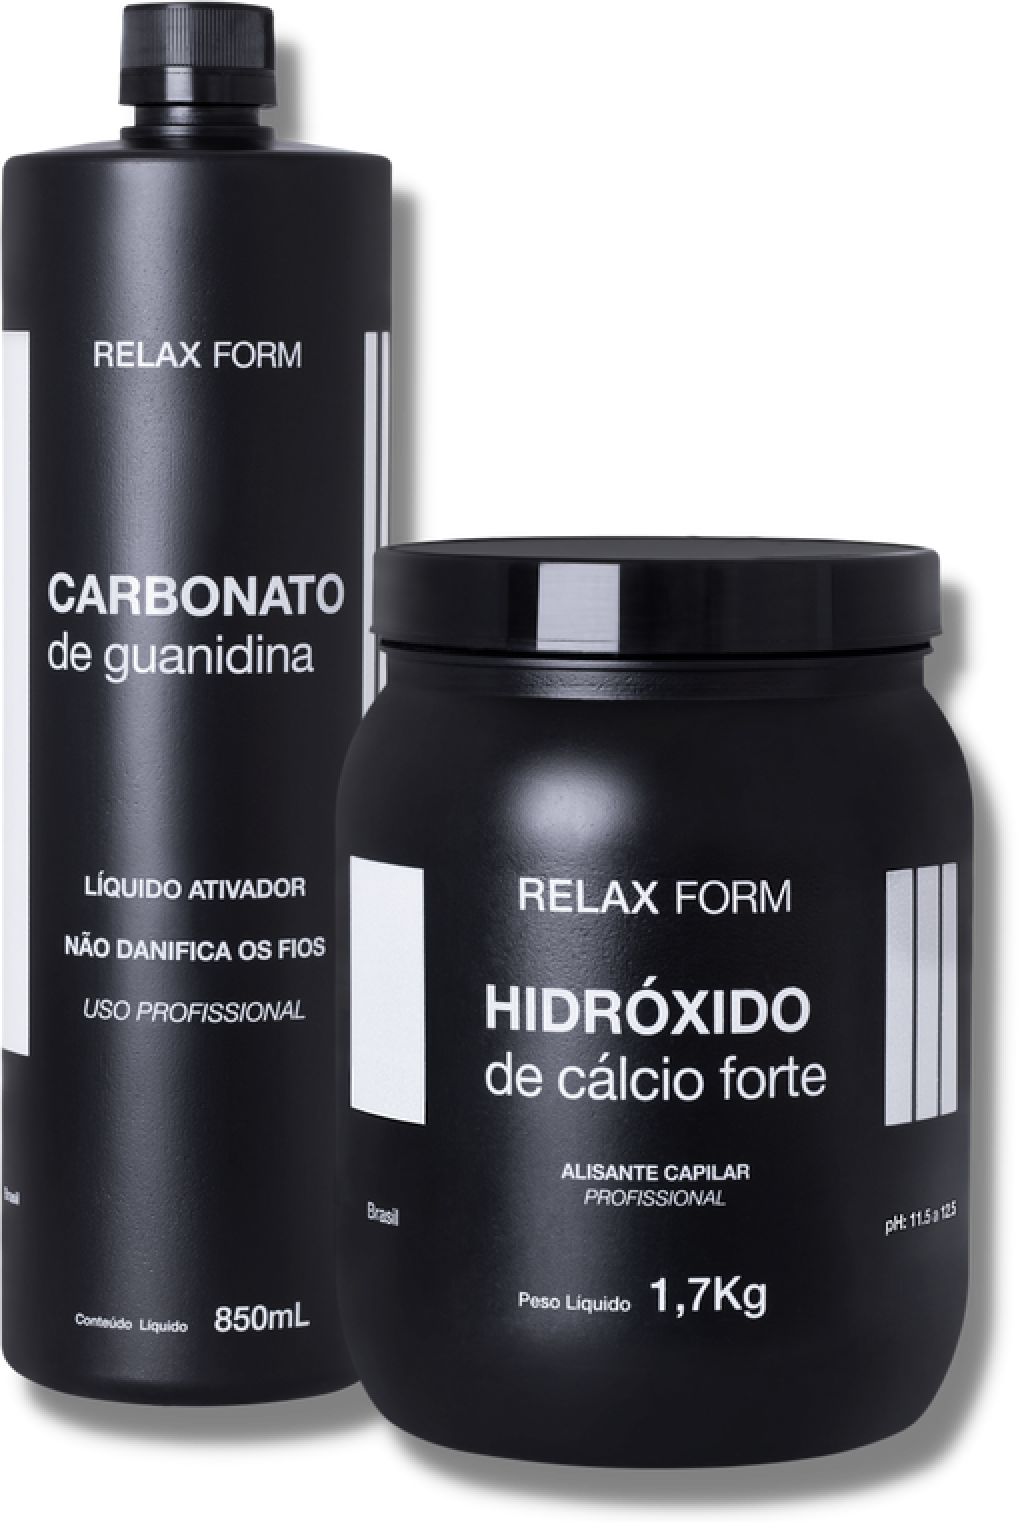 RELAX FORM
CARBONATO
de guanidina
LÍQUIDO ATIVADOR
NÃO DANIFICA OS FIOS
USO PROFISSIONAL
Brasil
Conteúdo Líquido 850mL
RELAX FORM
HIDRÓXIDO
de cálcio forte
ALISANTE CAPILAR
PROFISSIONAL
Brasil
pH: 11.5 a 12.5
Peso Líquido 1,7Kg